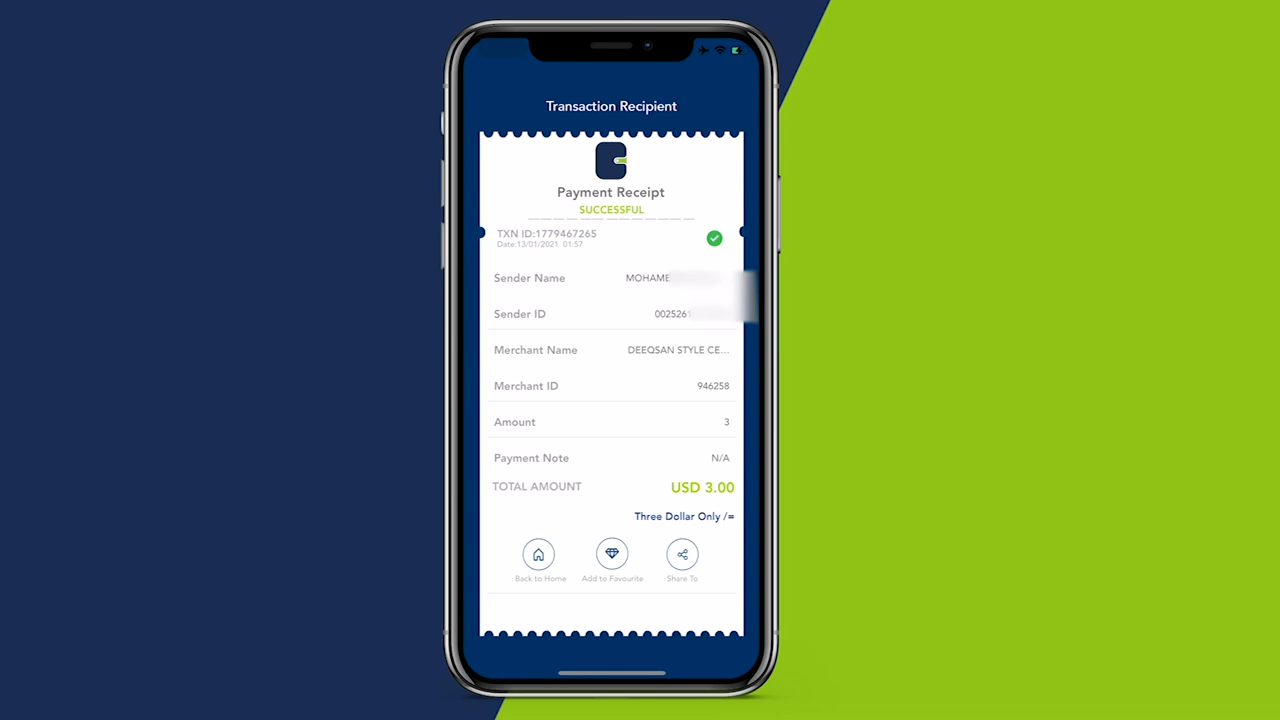 Transaction Recipient
Payment Receipt
SUCCESSFUL
TXN ID:1779467265
Date:13/01/2021 01:57
Sender Name MOHAME
Sender ID 0025261
Merchant Name DEEQSAN STYLE CE...
Merchant ID 946258
Amount 3
Payment Note N/A
TOTAL AMOUNT USD 3.00
Three Dollar Only /=
Back to Home Add to Favourite Share To